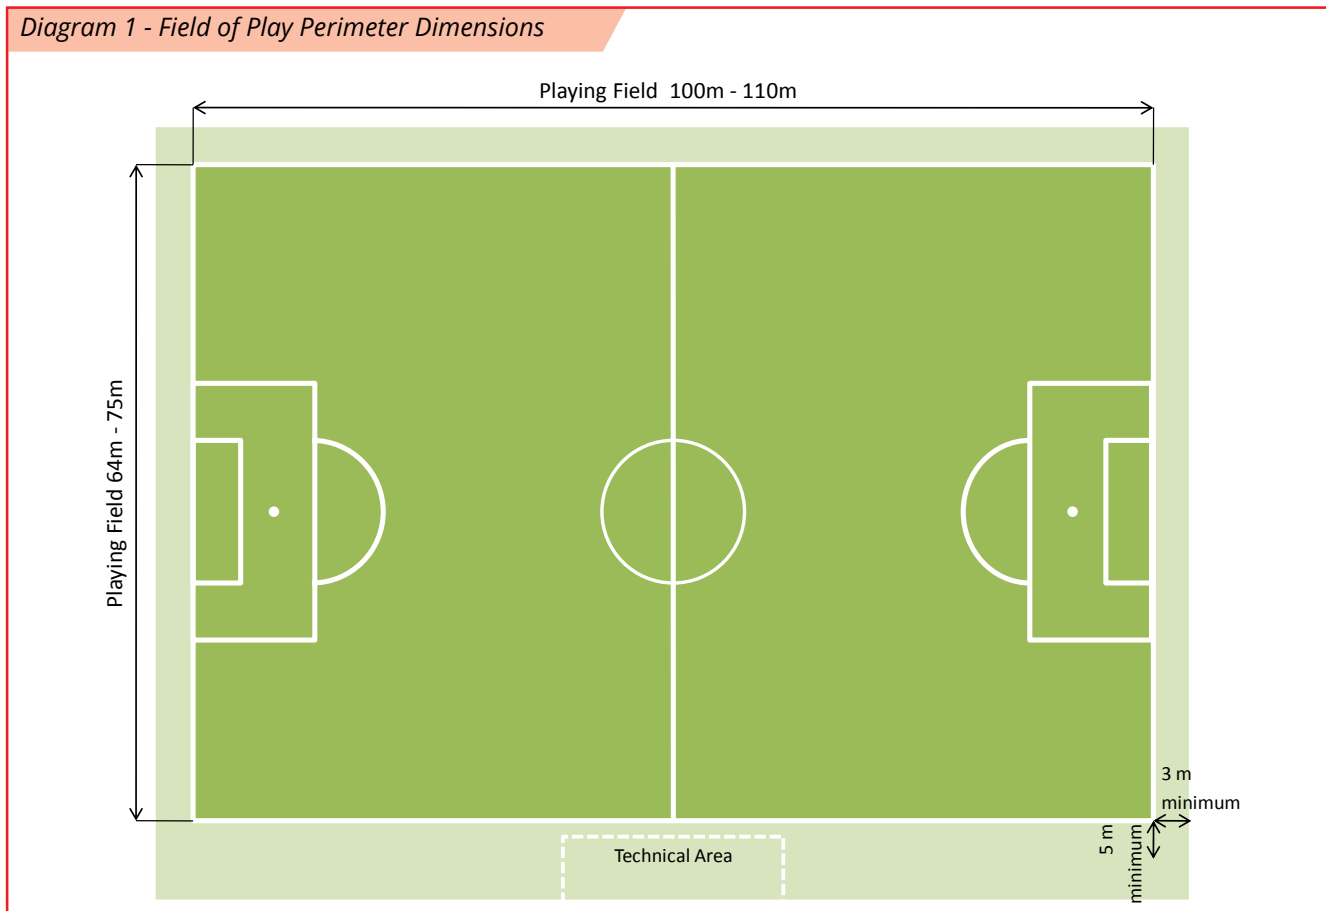 Diagram 1 - Field of Play Perimeter Dimensions
Playing Field  100m - 110m
Playing Field 64m - 75m
3 m
minimum
5 m
minimum
Technical Area